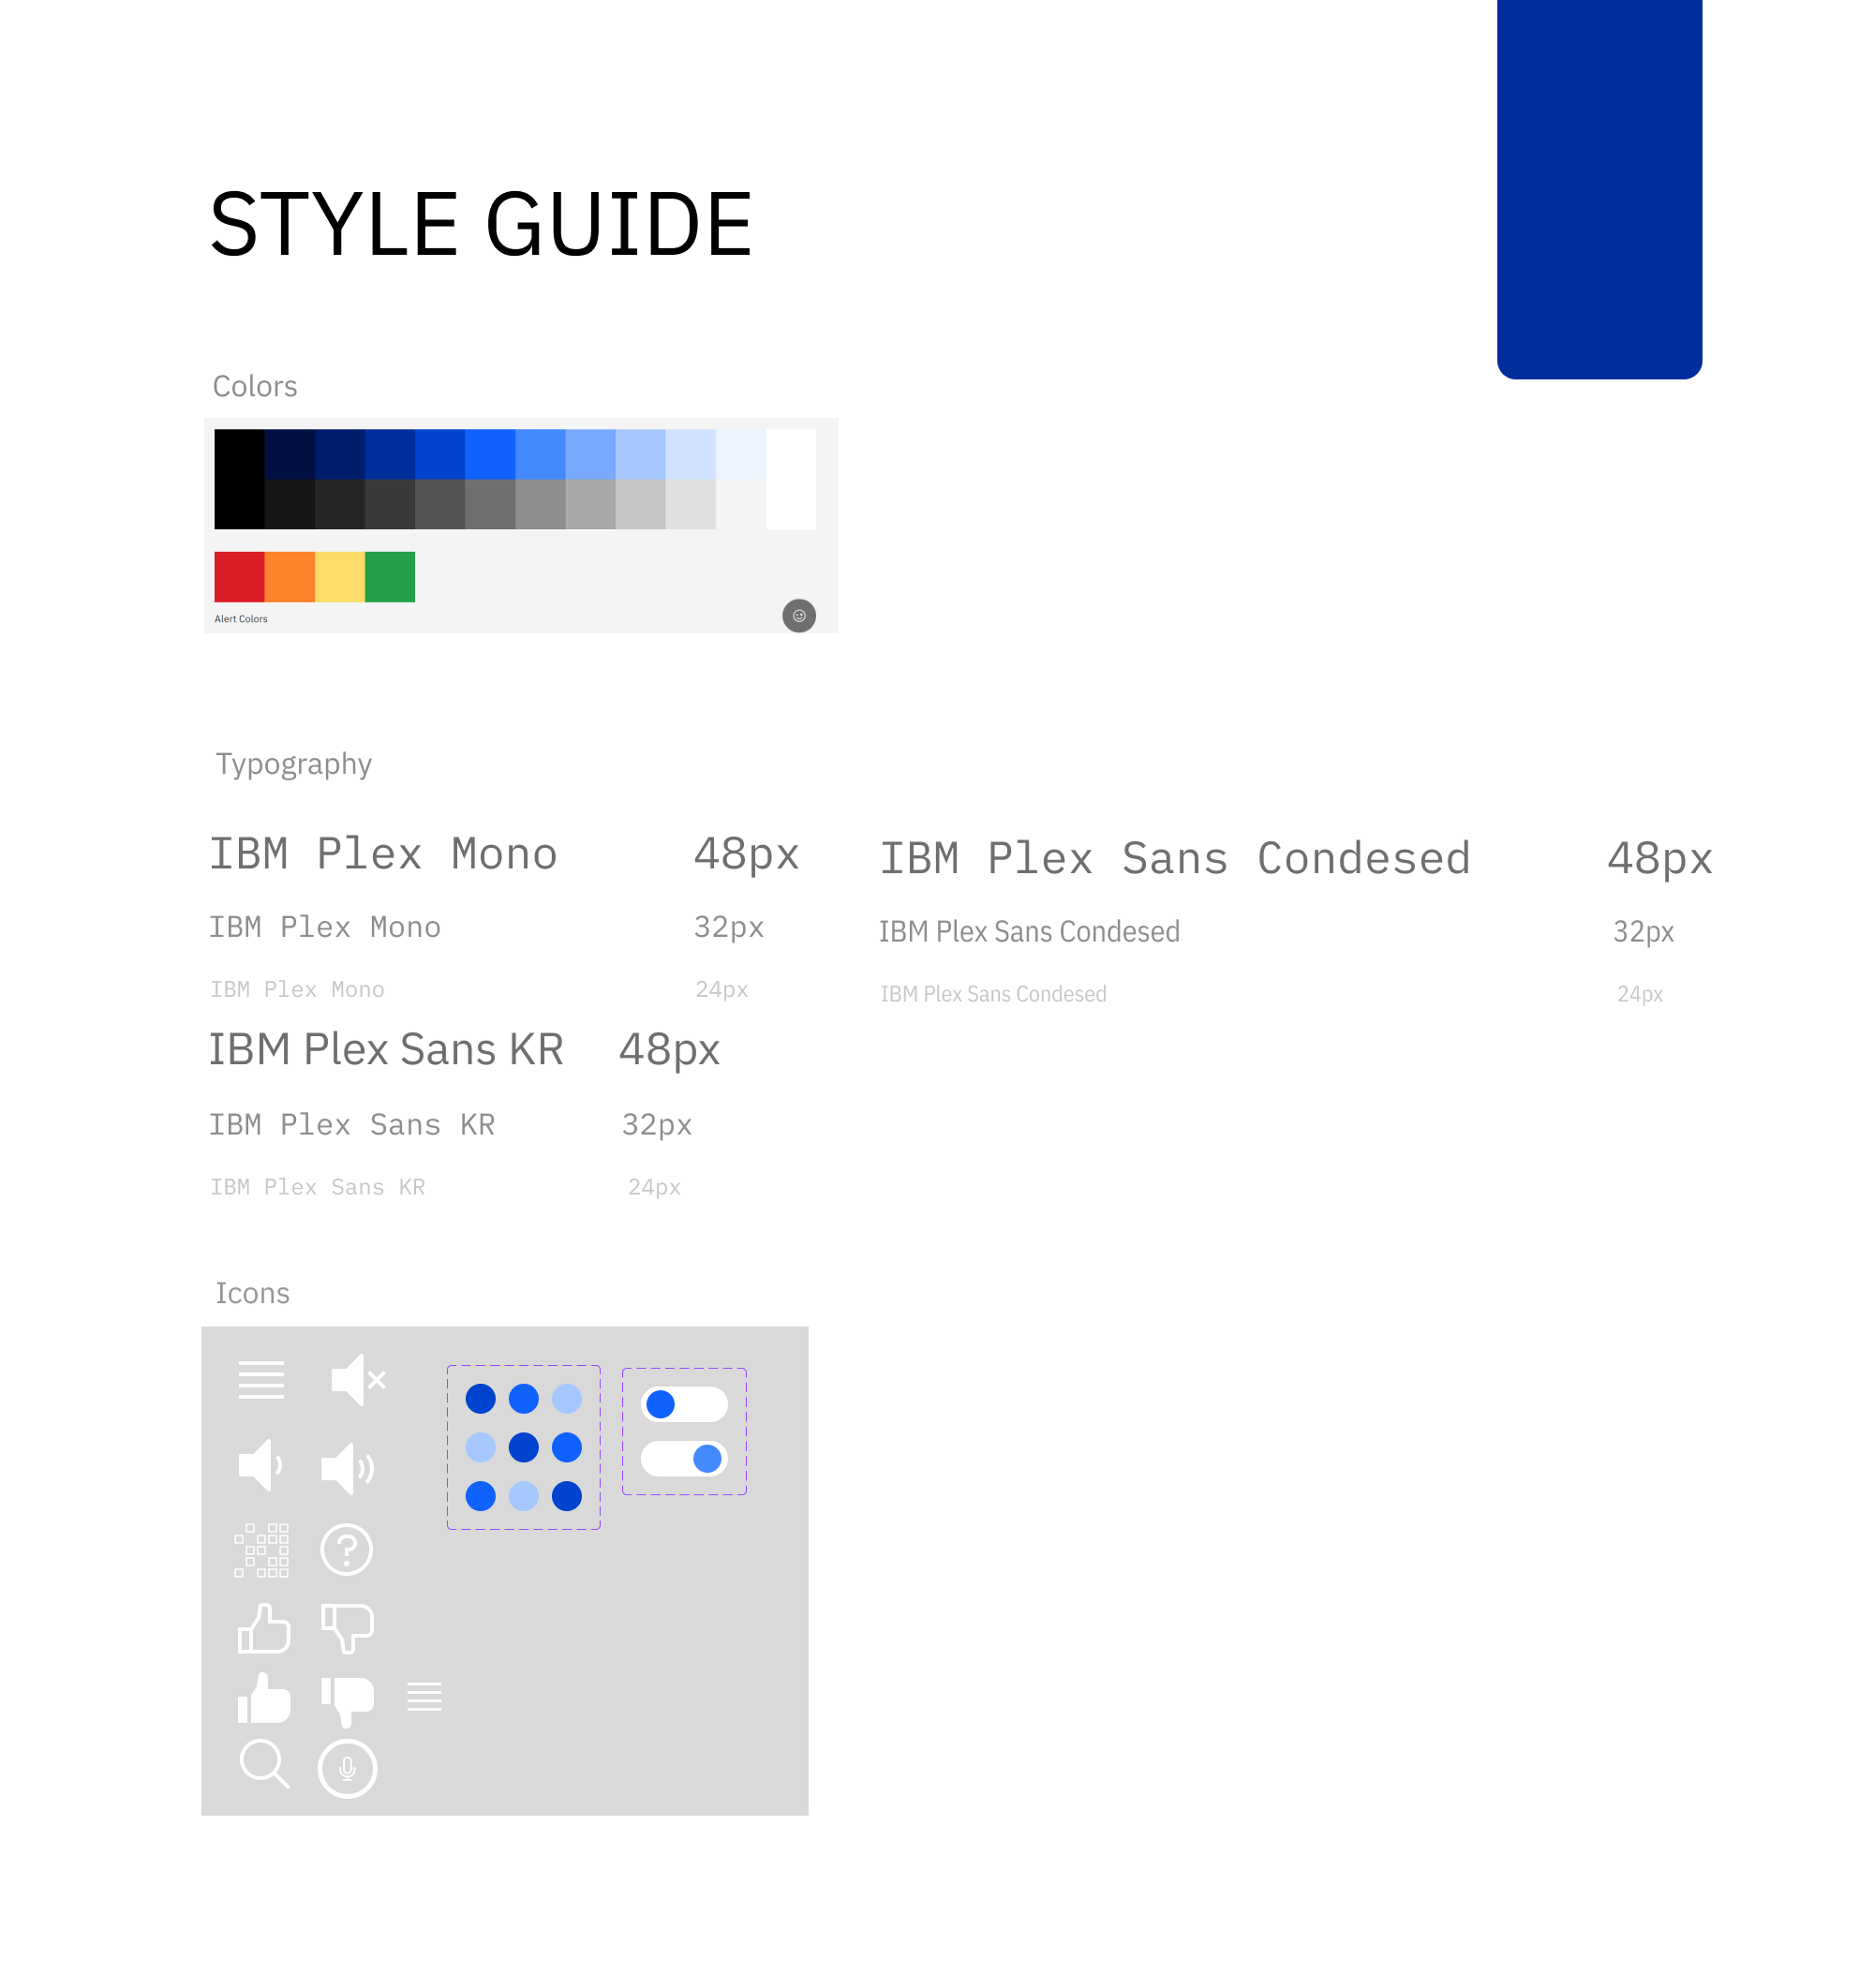 STYLE GUIDE
Colors
Alert Colors
Typography
IBM Plex Mono 48px
IBM Plex Mono 32px
IBM Plex Mono 24px
IBM Plex Sans Condesed 48px
IBM Plex Sans Condesed 32px
IBM Plex Sans Condesed 24px
IBM Plex Sans KR 48px
IBM Plex Sans KR 32px
IBM Plex Sans KR 24px
Icons